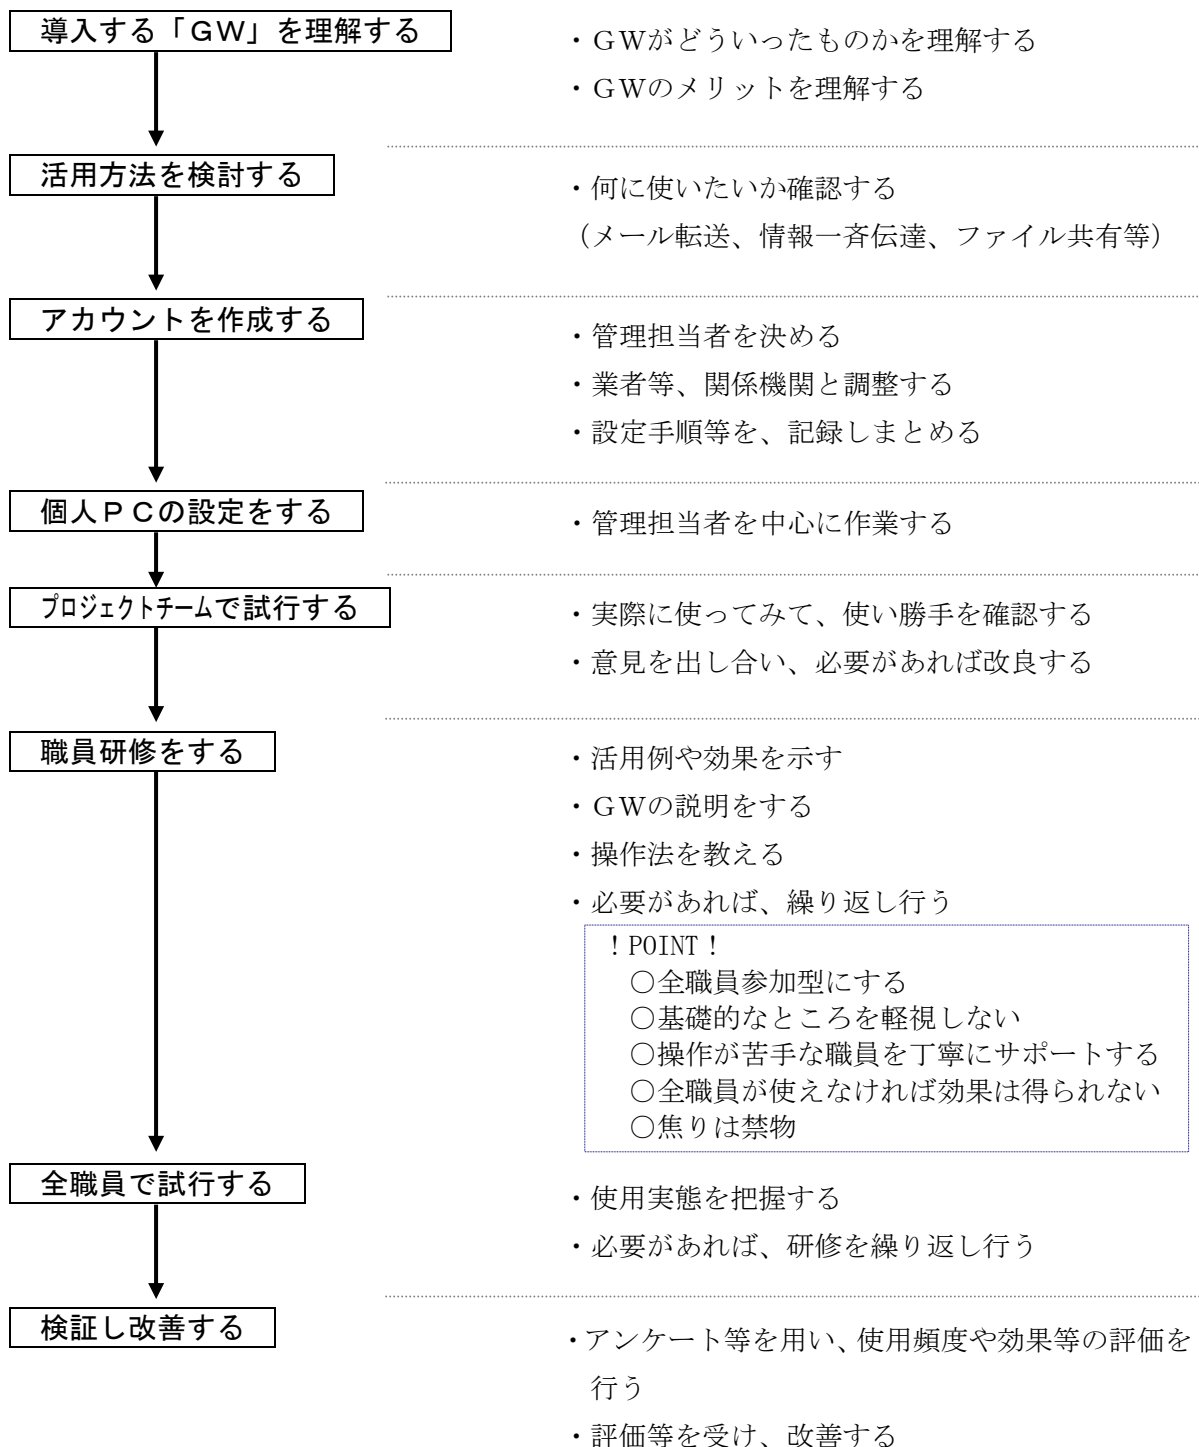 導入する「ＧＷ」を理解する
・ＧＷがどういったものかを理解する
・ＧＷのメリットを理解する
活用方法を検討する
・何に使いたいか確認する
（メール転送、情報一斉伝達、ファイル共有等）
アカウントを作成する
・管理担当者を決める
・業者等、関係機関と調整する
・設定手順等を、記録しまとめる
個人ＰＣの設定をする
・管理担当者を中心に作業する
プロジェクトチームで試行する
・実際に使ってみて、使い勝手を確認する
・意見を出し合い、必要があれば改良する
職員研修をする
・活用例や効果を示す
・ＧＷの説明をする
・操作法を教える
・必要があれば、繰り返し行う
！POINT！
○全職員参加型にする
○基礎的なところを軽視しない
○操作が苦手な職員を丁寧にサポートする
○全職員が使えなければ効果は得られない
○焦りは禁物
全職員で試行する
・使用実態を把握する
・必要があれば、研修を繰り返し行う
検証し改善する
・アンケート等を用い、使用頻度や効果等の評価を
行う
・評価等を受け、改善する